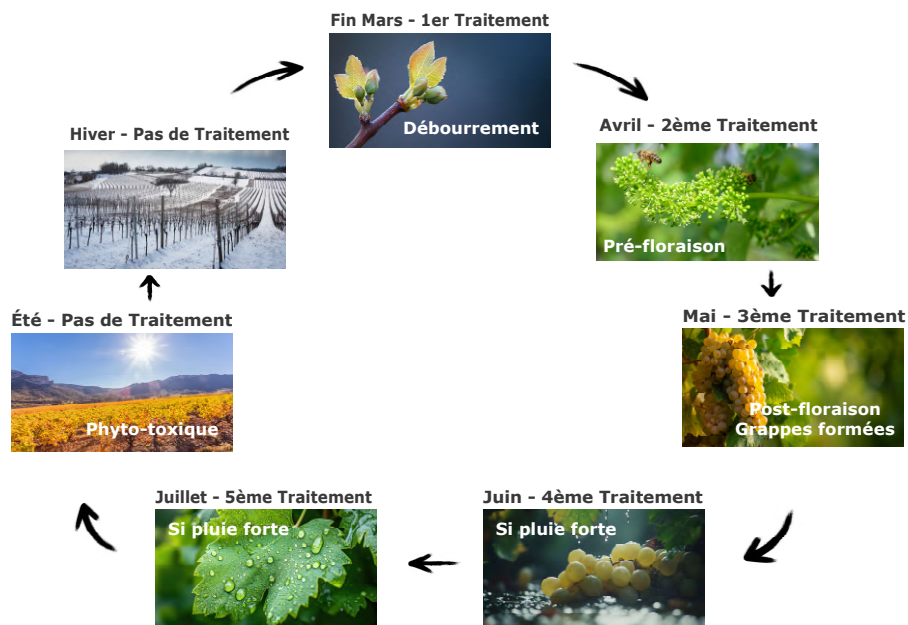 Fin Mars - 1er Traitement
Débourrement
Avril - 2ème Traitement
Pré-floraison
Mai - 3ème Traitement
Post-floraison
Grappes formées
Juin - 4ème Traitement
Si pluie forte
Juillet - 5ème Traitement
Si pluie forte
Été - Pas de Traitement
Phyto-toxique
Hiver - Pas de Traitement